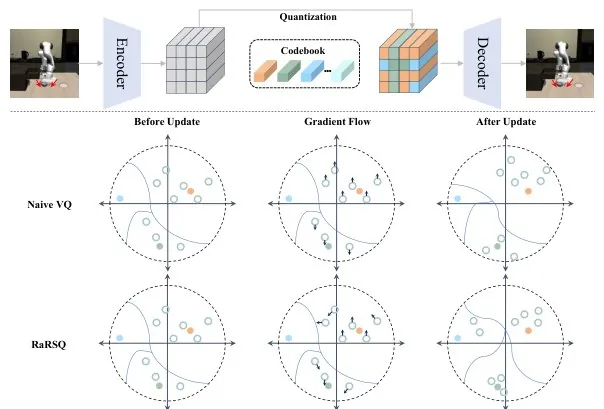 Quantization
Encoder
Codebook
...
Decoder
Before Update
Gradient Flow
After Update
Naive VQ
RaRSQ